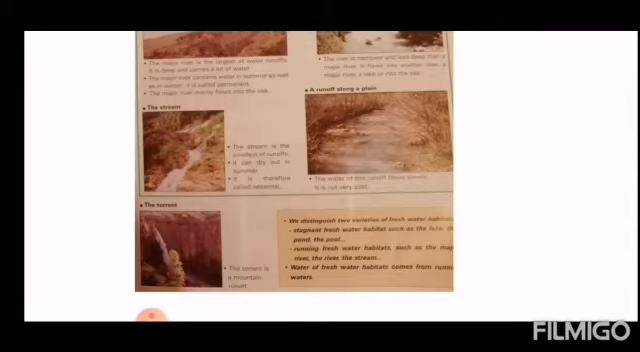 • The major river is the largest of water runoffs.
It is deep and carries a lot of water.
• The major river contains water in summer as well
as in winter; it is called permanent.
• The major river mainly flows into the sea.
• The river is narrower and less deep than a
major river. It flows into another river, a
major river, a lake or into the sea.
■ The stream
• The stream is the
smallest of runoffs.
• It can dry out in
summer
• It is therefore
called seasonal.
■ A runoff along a plain
• The water of this runoff flows slowly.
It is not very cold.
■ The torrent
• The torrent is
a mountain
runoff.
• We distinguish two varieties of fresh water habitats
- stagnant fresh water habitat such as the lake, the
pond, the pool...
- running fresh water habitats, such as the major
river, the river, the stream...
• Water of fresh water habitats comes from running
waters.
FILMIGO